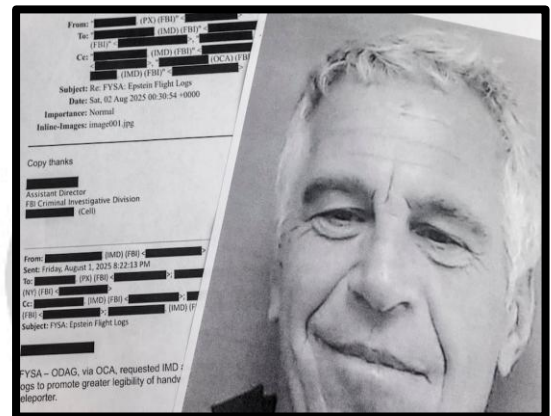 From: (PX) (FBI)" <
To: (IMD) (FBI)" <
(FBI)" < >, "
Cc: (IMD) (FBI)" <
< >, " (OCA) (FBI
(IMD) (FBI)" <
Subject: Re: FYSA: Epstein Flight Logs
Date: Sat, 02 Aug 2025 00:30:54 +0000
Importance: Normal
Inline-Images: image001.jpg
Copy thanks
Assistant Director
FBI Criminal Investigative Division
(Cell)
From: (IMD) (FBI) < >
Sent: Friday, August 1, 2025 8:22:13 PM
To: (PX) (FBI) < >;
(NY) (FBI) < >
Cc: (IMD) (FBI) < >;
(FBI) < >; (IMD) (F
Subject: FYSA: Epstein Flight Logs
FYSA – ODAG, via OCA, requested IMD
ogs to promote greater legibility of handw
eleporter.